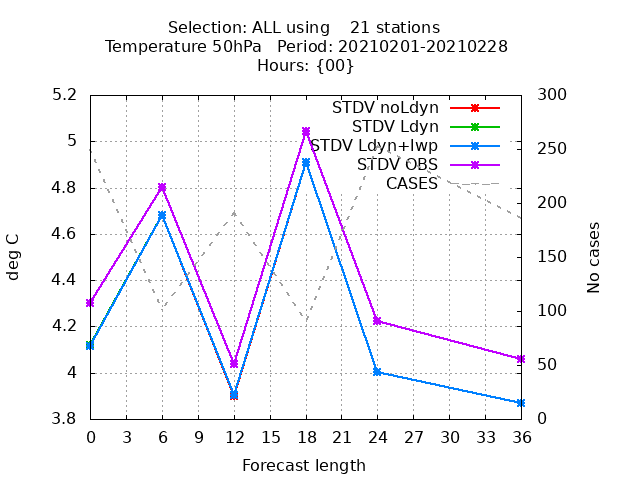 Selection: ALL using 21 stations
Temperature 50hPa Period: 20210201-20210228
Hours: {00}
5.2
5
4.8
4.6
4.4
4.2
4
3.8
300
250
200
150
100
50
0
STDV noLdyn
STDV Ldyn
STDV Ldyn+lwp
STDV OBS
CASES
deg C
No cases
0 3 6 9 12 15 18 21 24 27 30 33 36
Forecast length